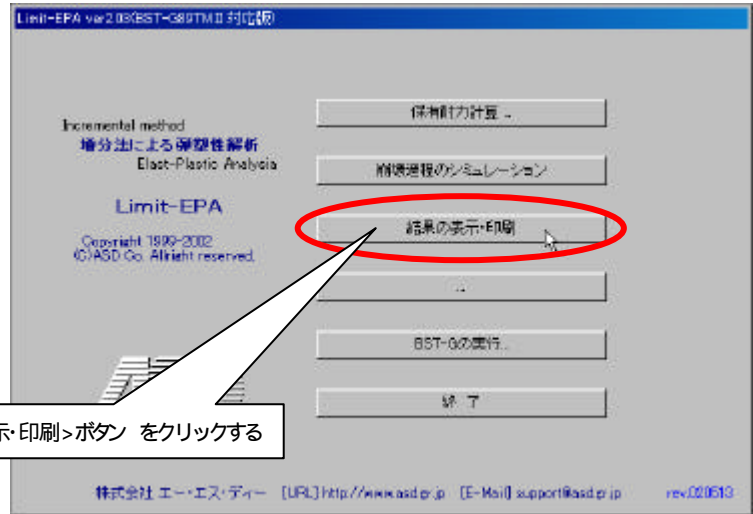 Limit-EPA ver2.03(BST-G89TMⅡ対応版)
Incremental method
増分法による弾塑性解析
Elast-Plastic Analysis
Limit-EPA
Copyright 1999-2002
(C)ASD Co. Allright reserved.
保有耐力計算 ..
崩壊過程のシミュレーション
結果の表示・印刷
..
BST-Gの実行..
終 了
示・印刷>ボタン をクリックする
株式会社 エー・エス・ディー [URL]http://www.asd.gr.jp [E-Mail] support@asd.gr.jp rev.020513